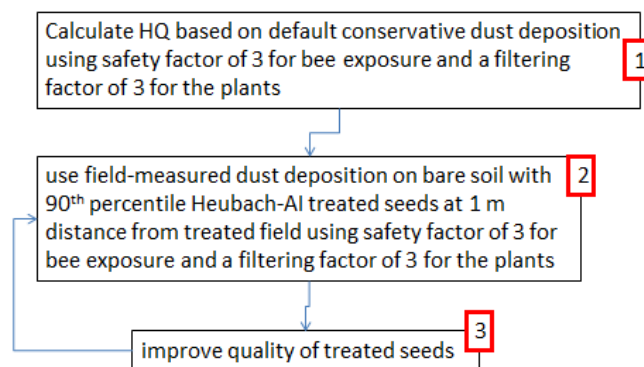 Calculate HQ based on default conservative dust deposition
using safety factor of 3 for bee exposure and a filtering
factor of 3 for the plants
1
use field-measured dust deposition on bare soil with
90th percentile Heubach-AI treated seeds at 1 m
distance from treated field using safety factor of 3 for
bee exposure and a filtering factor of 3 for the plants
2
improve quality of treated seeds
3